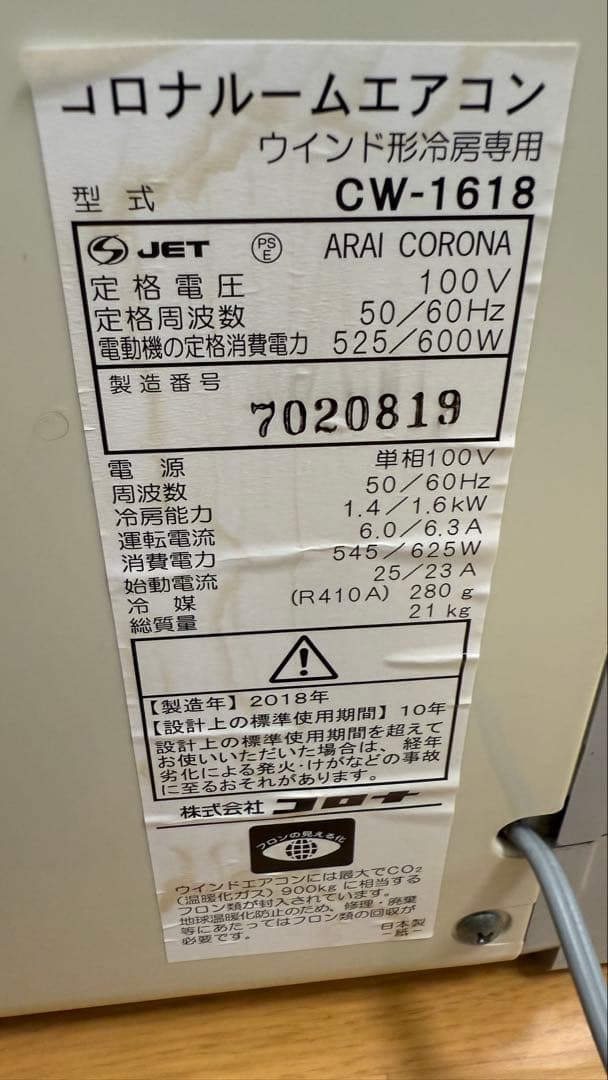 コロナルームエアコン
ウインド形冷房専用
型式 CW-1618
JET PSE ARAI CORONA
定格電圧 100V
定格周波数 50/60Hz
電動機の定格消費電力 525/600W
製造番号
7020819
電源 単相100V
周波数 50/60Hz
冷房能力 1.4/1.6kW
運転電流 6.0/6.3A
消費電力 545/625W
始動電流 25/23A
冷媒 (R410A) 280g
総質量 21kg
【製造年】2018年
【設計上の標準使用期間】10年
設計上の標準使用期間を超えて
お使いいただいた場合は、経年
劣化による発火・けがなどの事故
に至るおそれがあります。
株式会社コロナ
フロンの見える化
ウインドエアコンには最大でCO₂
(温暖化ガス)900kgに相当する
フロン類が封入されています。
地球温暖化防止のため、修理・廃棄
等にあたってはフロン類の回収が
必要です。
日本製
-紙-